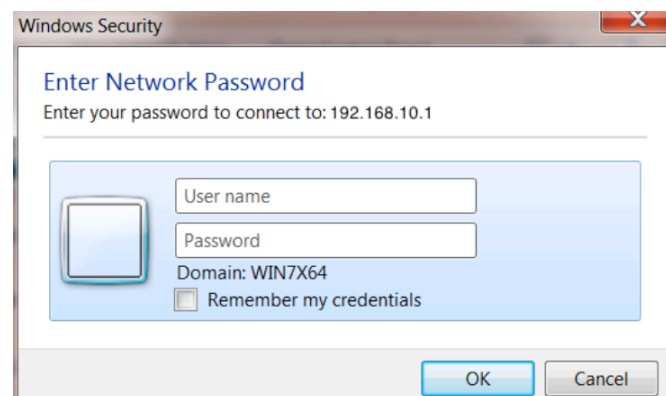 Windows Security
Enter Network Password
Enter your password to connect to: 192.168.10.1
User name
Password
Domain: WIN7X64
Remember my credentials
OK
Cancel